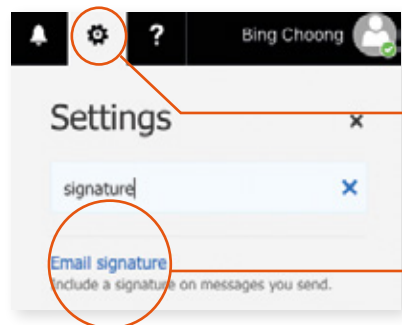 ? Bing Choong
Settings ×
signature ×
Email signature
Include a signature on messages you send.